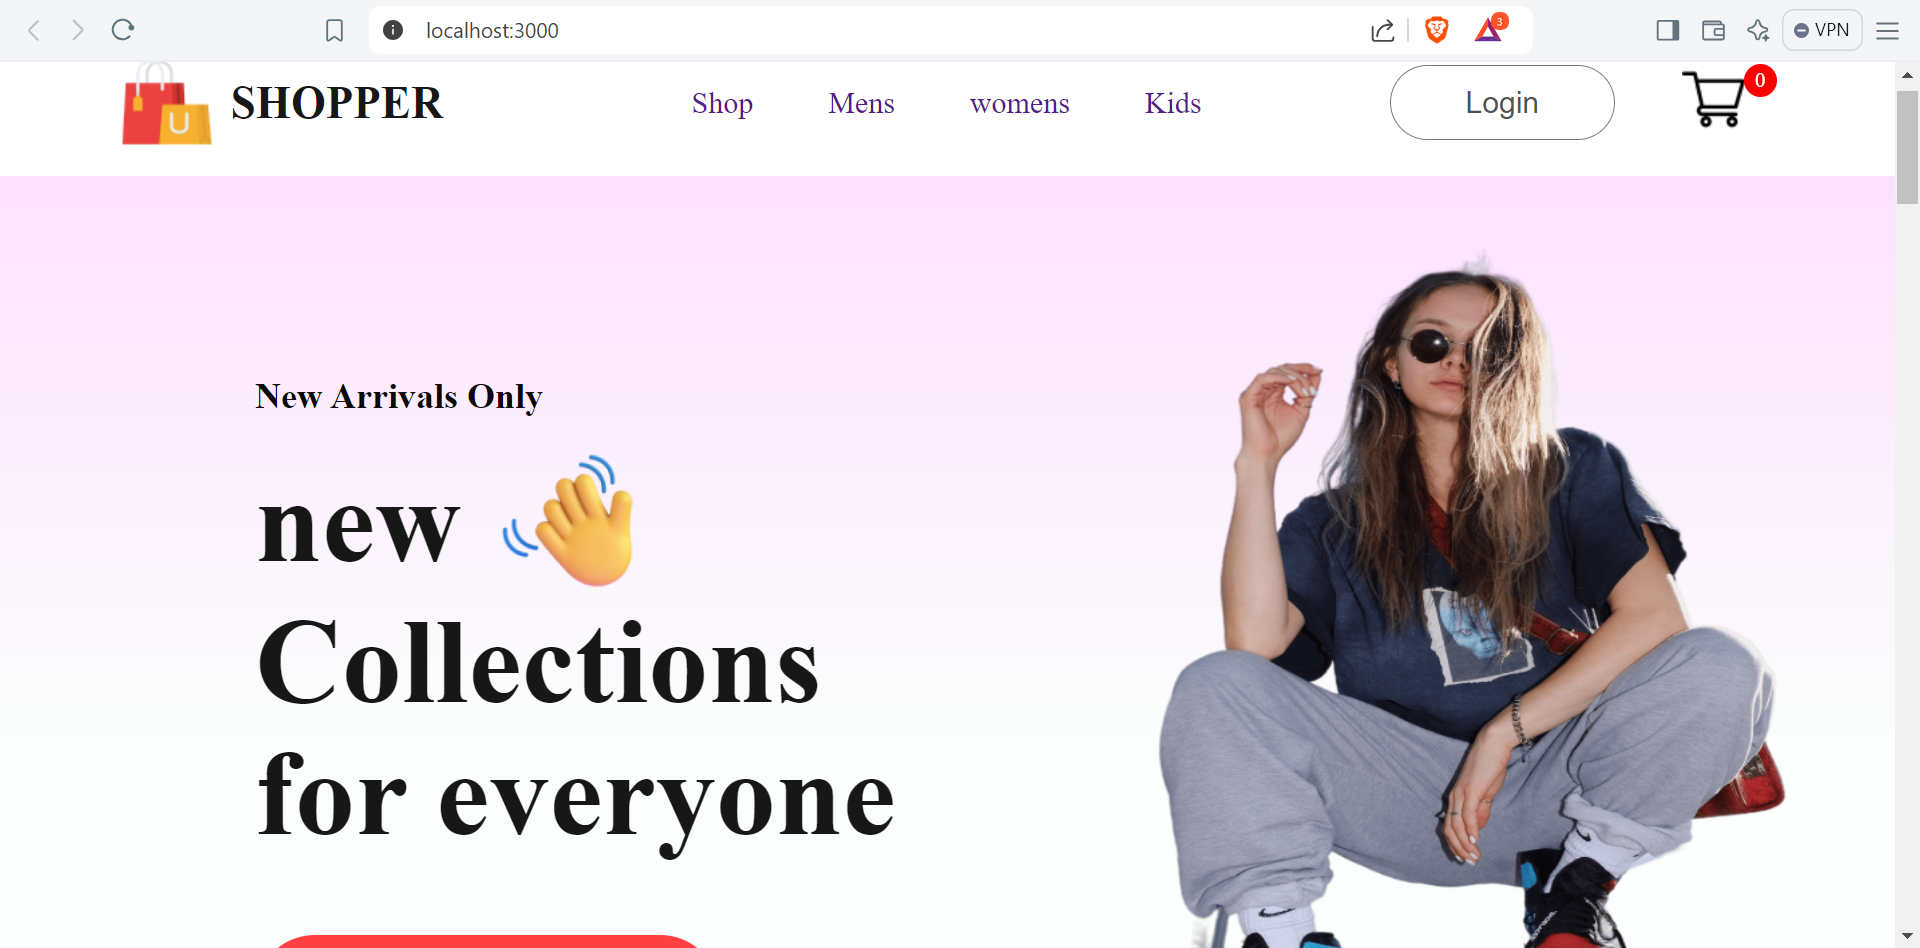 localhost:3000
3
VPN
SHOPPER
Shop Mens womens Kids
Login
0
New Arrivals Only
new
Collections
for everyone